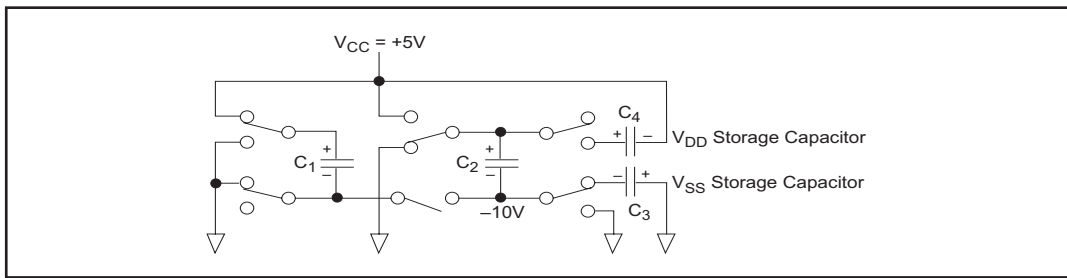 V_CC = +5V
C_4
+ −
V_DD Storage Capacitor
+
C_1
−
+
C_2
−
− +
V_SS Storage Capacitor
–10V
C_3